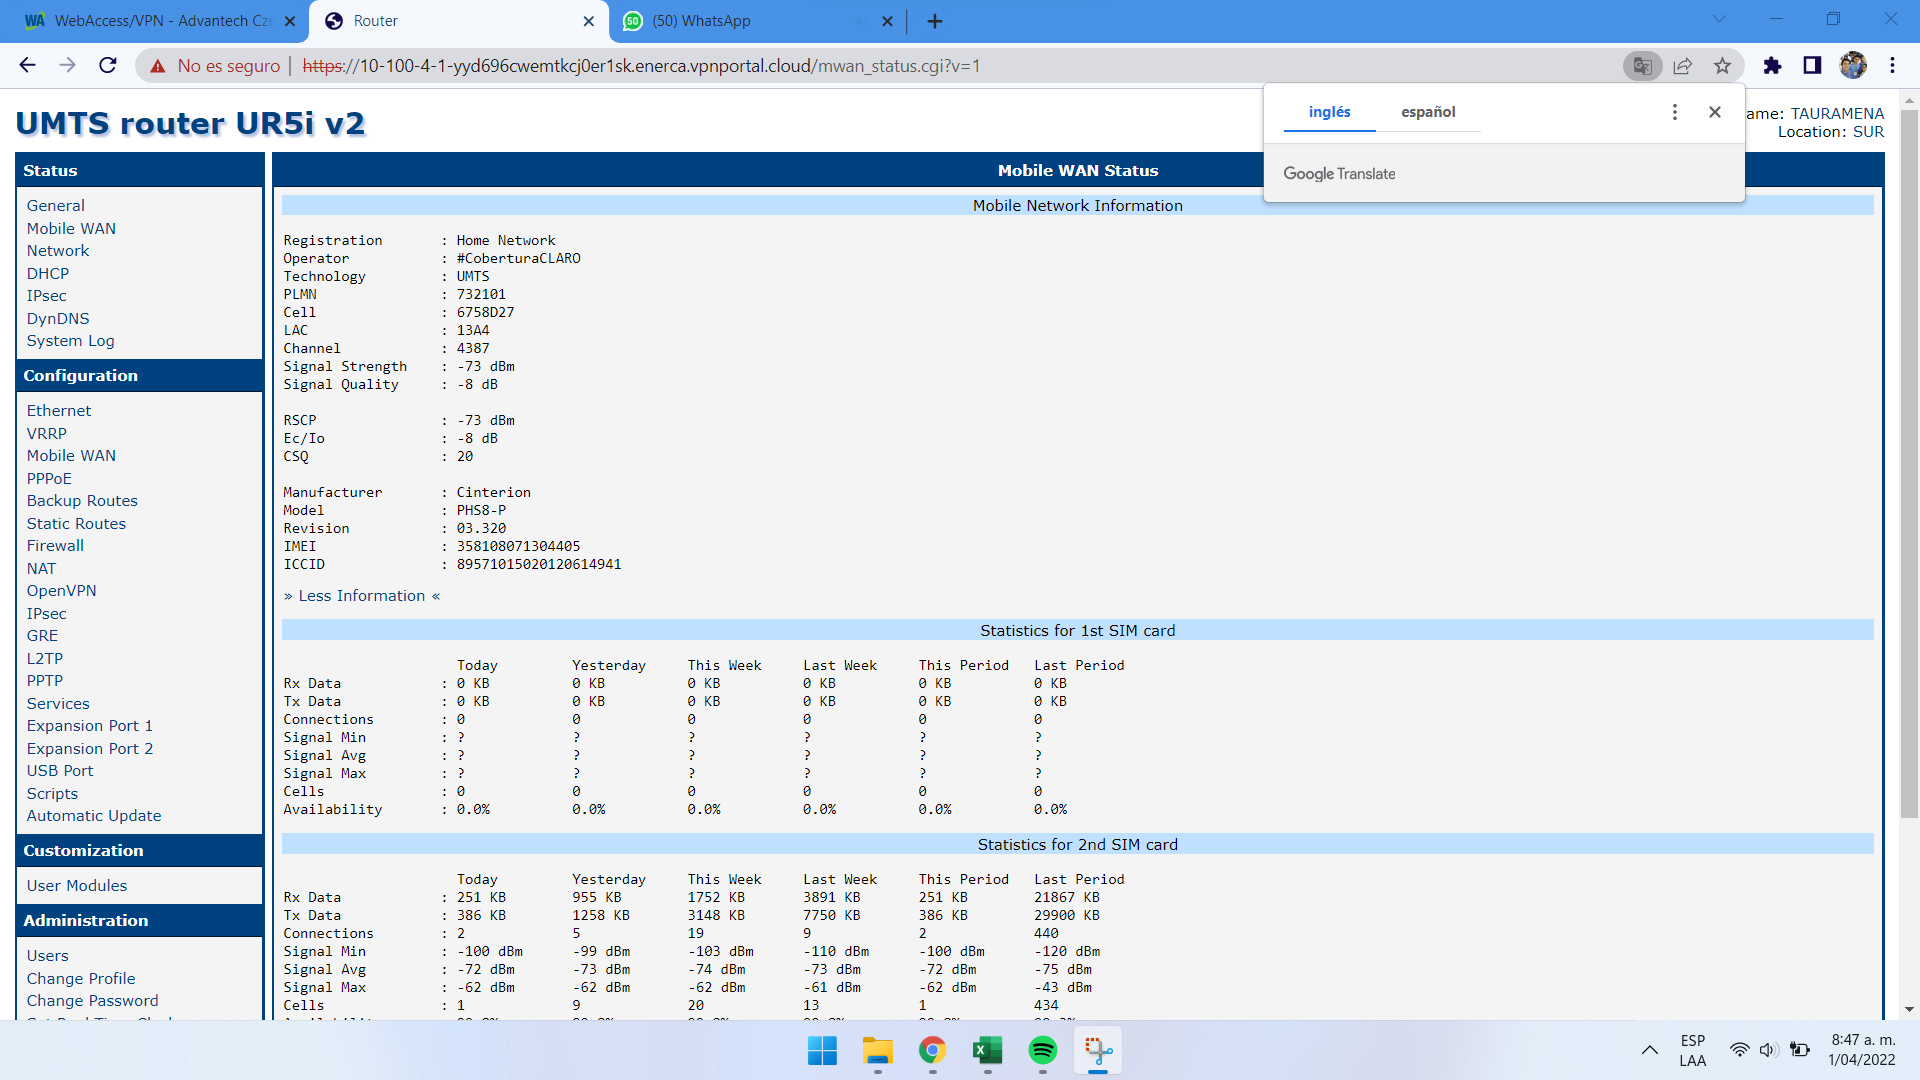 WebAccess/VPN - Advantech Cze
Router
(50) WhatsApp
No es seguro
https://10-100-4-1-yyd696cwemtkcj0er1sk.enerca.vpnportal.cloud/mwan_status.cgi?v=1
inglés español
Google Translate
UMTS router UR5i v2
ame: TAURAMENA
Location: SUR
Status
General
Mobile WAN
Network
DHCP
IPsec
DynDNS
System Log
Configuration
Ethernet
VRRP
Mobile WAN
PPPoE
Backup Routes
Static Routes
Firewall
NAT
OpenVPN
IPsec
GRE
L2TP
PPTP
Services
Expansion Port 1
Expansion Port 2
USB Port
Scripts
Automatic Update
Customization
User Modules
Administration
Users
Change Profile
Change Password
Mobile WAN Status
Mobile Network Information
Registration : Home Network
Operator : #CoberturaCLARO
Technology : UMTS
PLMN : 732101
Cell : 6758D27
LAC : 13A4
Channel : 4387
Signal Strength : -73 dBm
Signal Quality : -8 dB
RSCP : -73 dBm
Ec/Io : -8 dB
CSQ : 20
Manufacturer : Cinterion
Model : PHS8-P
Revision : 03.320
IMEI : 358108071304405
ICCID : 89571015020120614941
» Less Information «
Statistics for 1st SIM card
Today Yesterday This Week Last Week This Period Last Period
Rx Data : 0 KB 0 KB 0 KB 0 KB 0 KB 0 KB
Tx Data : 0 KB 0 KB 0 KB 0 KB 0 KB 0 KB
Connections : 0 0 0 0 0 0
Signal Min : ? ? ? ? ? ?
Signal Avg : ? ? ? ? ? ?
Signal Max : ? ? ? ? ? ?
Cells : 0 0 0 0 0 0
Availability : 0.0% 0.0% 0.0% 0.0% 0.0% 0.0%
Statistics for 2nd SIM card
Today Yesterday This Week Last Week This Period Last Period
Rx Data : 251 KB 955 KB 1752 KB 3891 KB 251 KB 21867 KB
Tx Data : 386 KB 1258 KB 3148 KB 7750 KB 386 KB 29900 KB
Connections : 2 5 19 9 2 440
Signal Min : -100 dBm -99 dBm -103 dBm -110 dBm -100 dBm -120 dBm
Signal Avg : -72 dBm -73 dBm -74 dBm -73 dBm -72 dBm -75 dBm
Signal Max : -62 dBm -62 dBm -62 dBm -61 dBm -62 dBm -43 dBm
Cells : 1 9 20 13 1 434
ESP
LAA
8:47 a. m.
1/04/2022